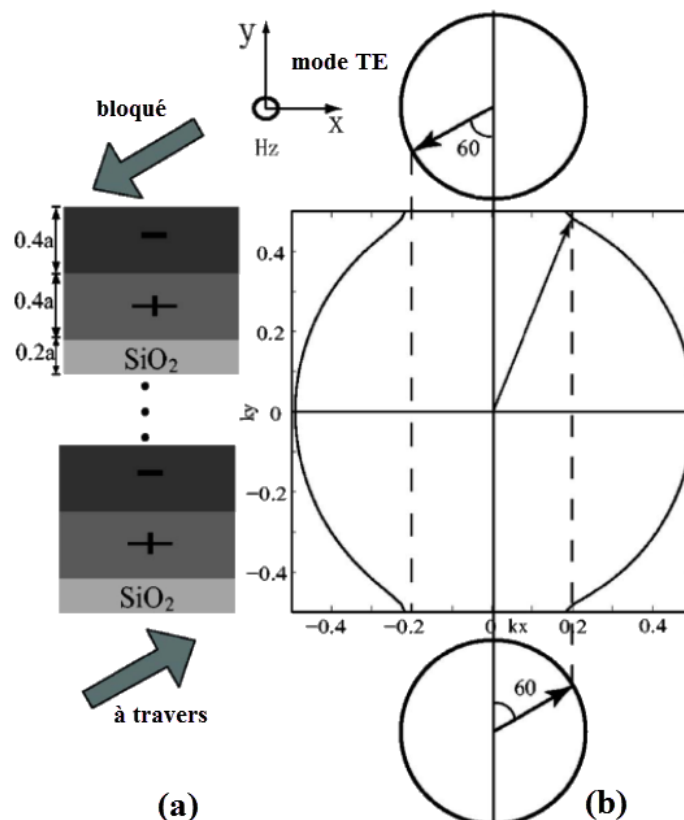 y
mode TE
bloqué
X
Hz
60
0.4a
−
0.4a
+
0.2a
SiO₂
0.4
0.2
0
ky
−0.2
−0.4
−
+
SiO₂
−0.4
−0.2
0
kx
0.2
0.4
60
à travers
(a)
(b)